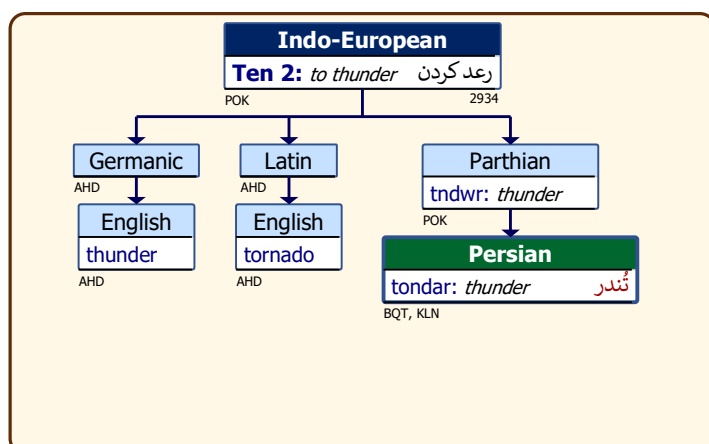 Indo-European
Ten 2: to thunder رعد کردن
POK 2934
Germanic Latin Parthian
AHD AHD tndwr: thunder
POK
English English
thunder tornado
AHD AHD
Persian
tondar: thunder تُندر
BQT, KLN